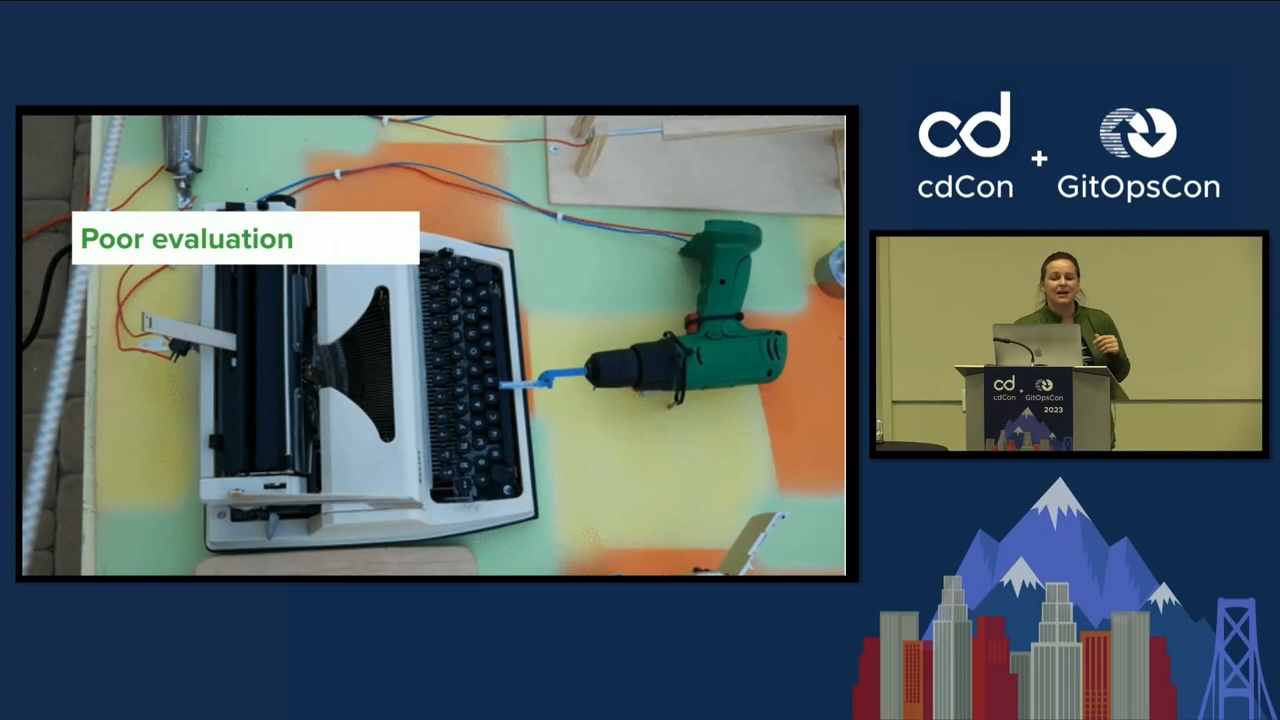 Poor evaluation
cd
cdCon
+
GitOpsCon
cd
cdCon
+
GitOpsCon
2023